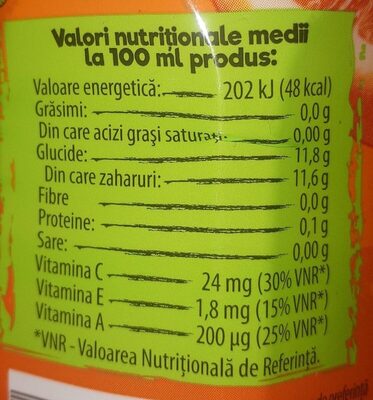 Valori nutriționale medii
la 100 ml produs:
Valoare energetică: 202 kJ (48 kcal)
Grăsimi: 0,0 g
Din care acizi grași saturați: 0,00 g
Glucide: 11,8 g
Din care zaharuri: 11,6 g
Fibre 0,0 g
Proteine: 0,1 g
Sare: 0,00 g
Vitamina C 24 mg (30% VNR*)
Vitamina E 1,8 mg (15% VNR*)
Vitamina A 200 µg (25% VNR*)
*VNR - Valoarea Nutrițională de Referință.
de preferință